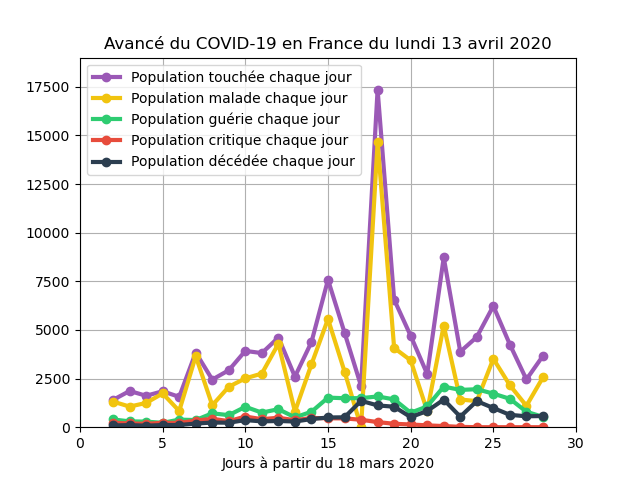 Avancé du COVID-19 en France du lundi 13 avril 2020
Population touchée chaque jour
Population malade chaque jour
Population guérie chaque jour
Population critique chaque jour
Population décédée chaque jour
17500
15000
12500
10000
7500
5000
2500
0
0 5 10 15 20 25 30
Jours à partir du 18 mars 2020